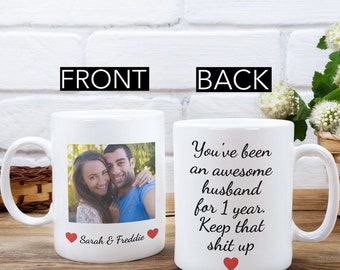 FRONT
BACK
Sarah & Freddie
You've been
an awesome
husband
for 1 year.
Keep that
shit up